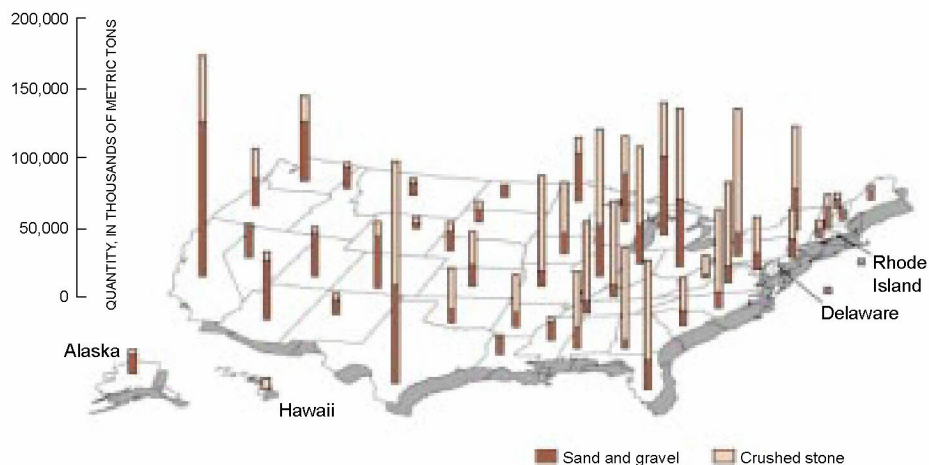 200,000
150,000
100,000
50,000
0
QUANTITY, IN THOUSANDS OF METRIC TONS
Alaska
Hawaii
Rhode
Island
Delaware
Sand and gravel
Crushed stone